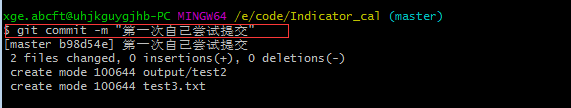 xge.abcft@uhjkguygjhb-PC MINGW64 /e/code/Indicator_cal (master)
$ git commit -m "第一次自己尝试提交"
[master b98d54e] 第一次自己尝试提交
2 files changed, 0 insertions(+), 0 deletions(-)
create mode 100644 output/test2
create mode 100644 test3.txt